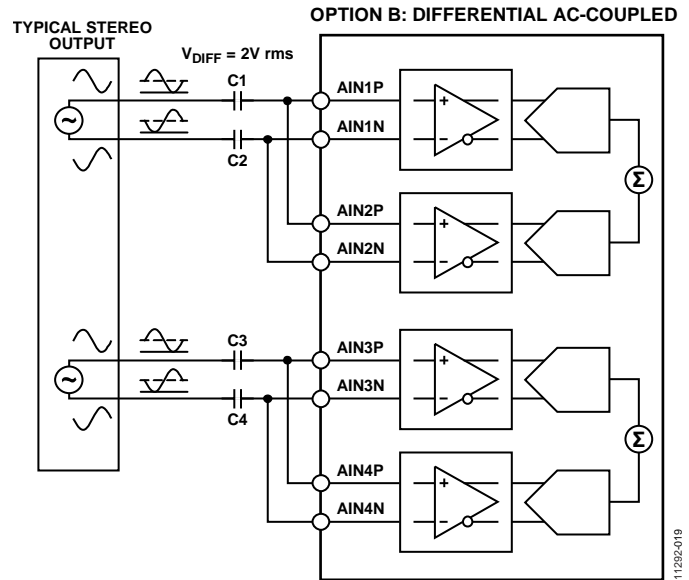 OPTION B: DIFFERENTIAL AC-COUPLED
TYPICAL STEREO
OUTPUT
V_DIFF = 2V rms
C1
C2
AIN1P
AIN1N
AIN2P
AIN2N
+
−
+
−
Σ
~
C3
C4
AIN3P
AIN3N
AIN4P
AIN4N
+
−
+
−
Σ
~
11292-019